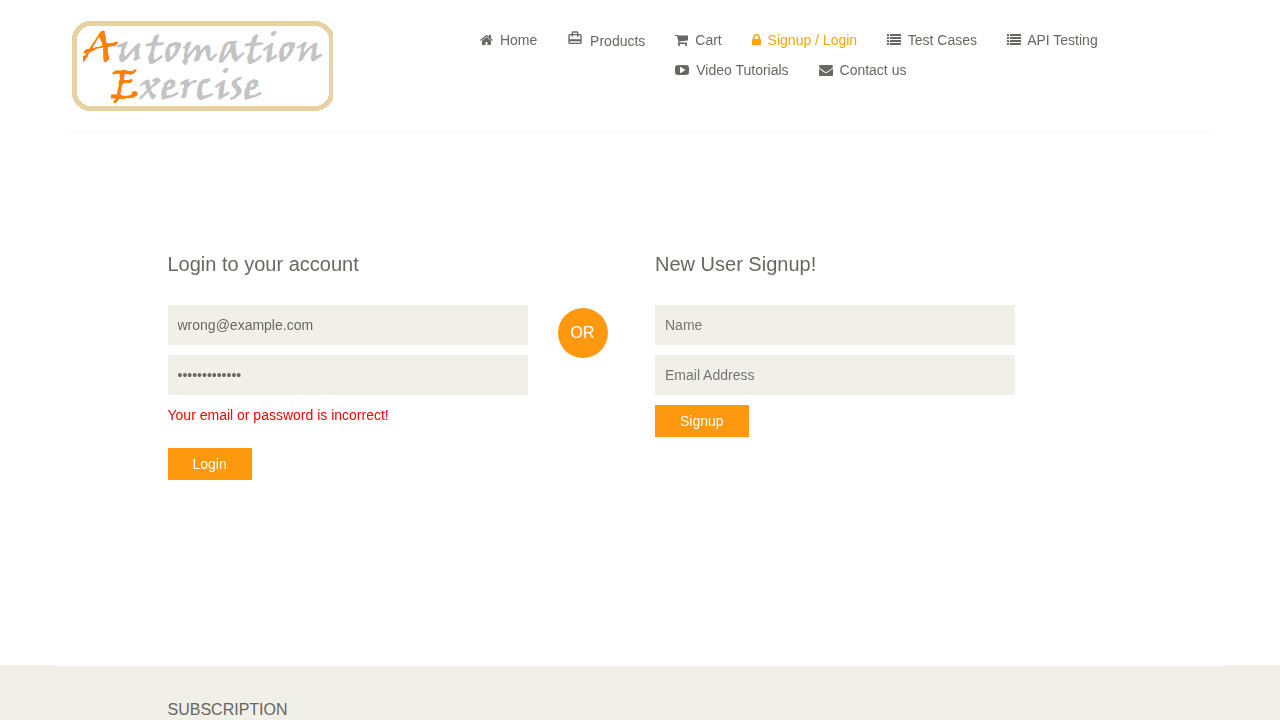 Automation
Exercise
Home
Products
Cart
Signup / Login
Test Cases
API Testing
Video Tutorials
Contact us
Login to your account
wrong@example.com
•••••••••••••
Your email or password is incorrect!
Login
OR
New User Signup!
Name
Email Address
Signup
SUBSCRIPTION